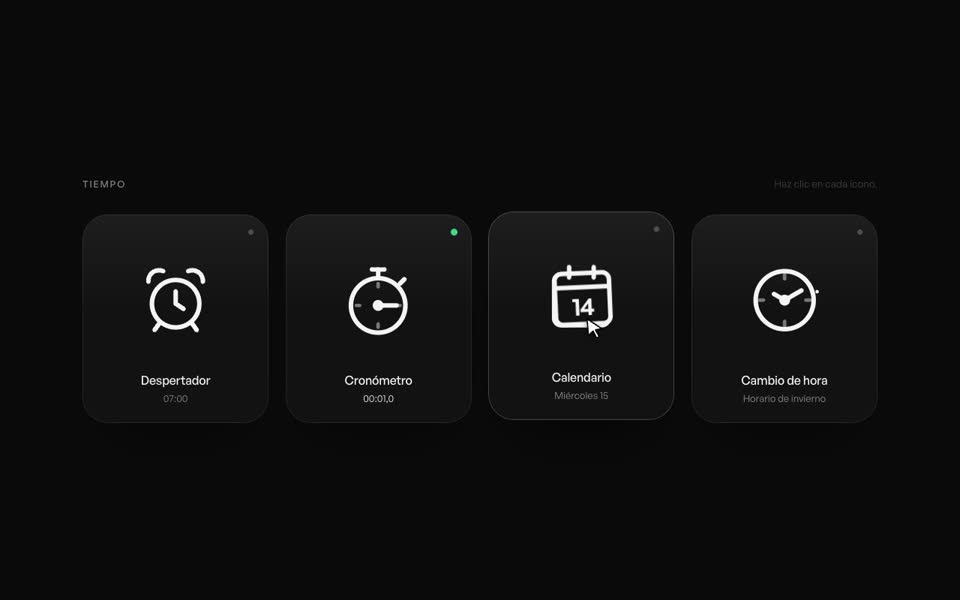 TIEMPO
Haz clic en cada icono.
14
Despertador
07:00
Cronómetro
00:01,0
Calendario
Miércoles 15
Cambio de hora
Horario de invierno